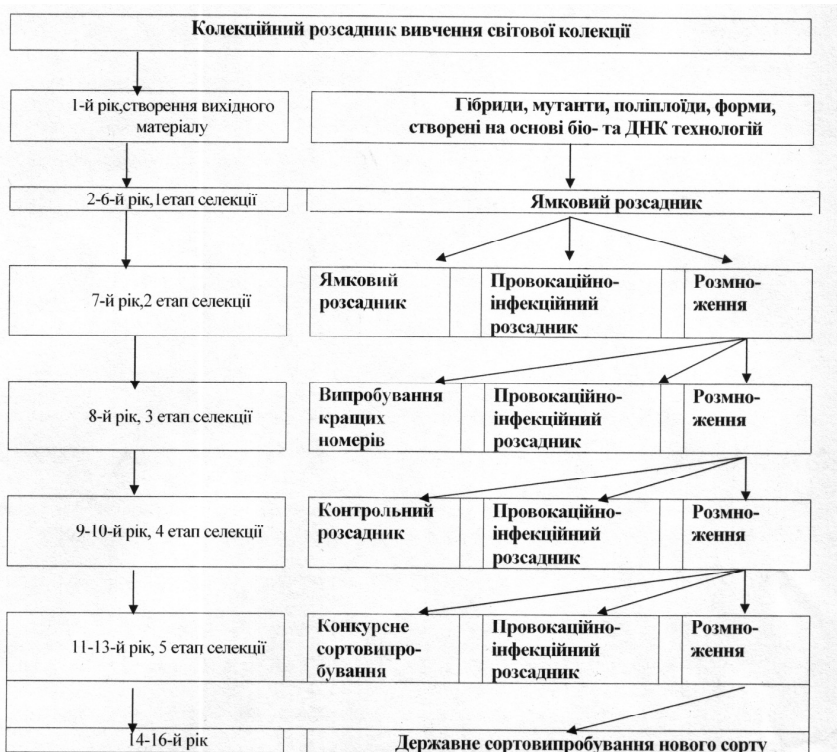 Колекційний розсадник вивчення світової колекції
1-й рік,створення вихідного
матеріалу
Гібриди, мутанти, поліплоїди, форми,
створені на основі біо- та ДНК технологій
2-6-й рік,1етап селекції
Ямковий розсадник
7-й рік,2 етап селекції
Ямковий
розсадник
Провокаційно-
інфекційний
розсадник
Розмно-
ження
8-й рік, 3 етап селекції
Випробування
кращих
номерів
Провокаційно-
інфекційний
розсадник
Розмно-
ження
9-10-й рік, 4 етап селекції
Контрольний
розсадник
Провокаційно-
інфекційний
розсадник
Розмно-
ження
11-13-й рік, 5 етап селекції
Конкурсне
сортовипро-
бування
Провокаційно-
інфекційний
розсадник
Розмно-
ження
14-16-й рік
Державне сортовипробування нового сорту